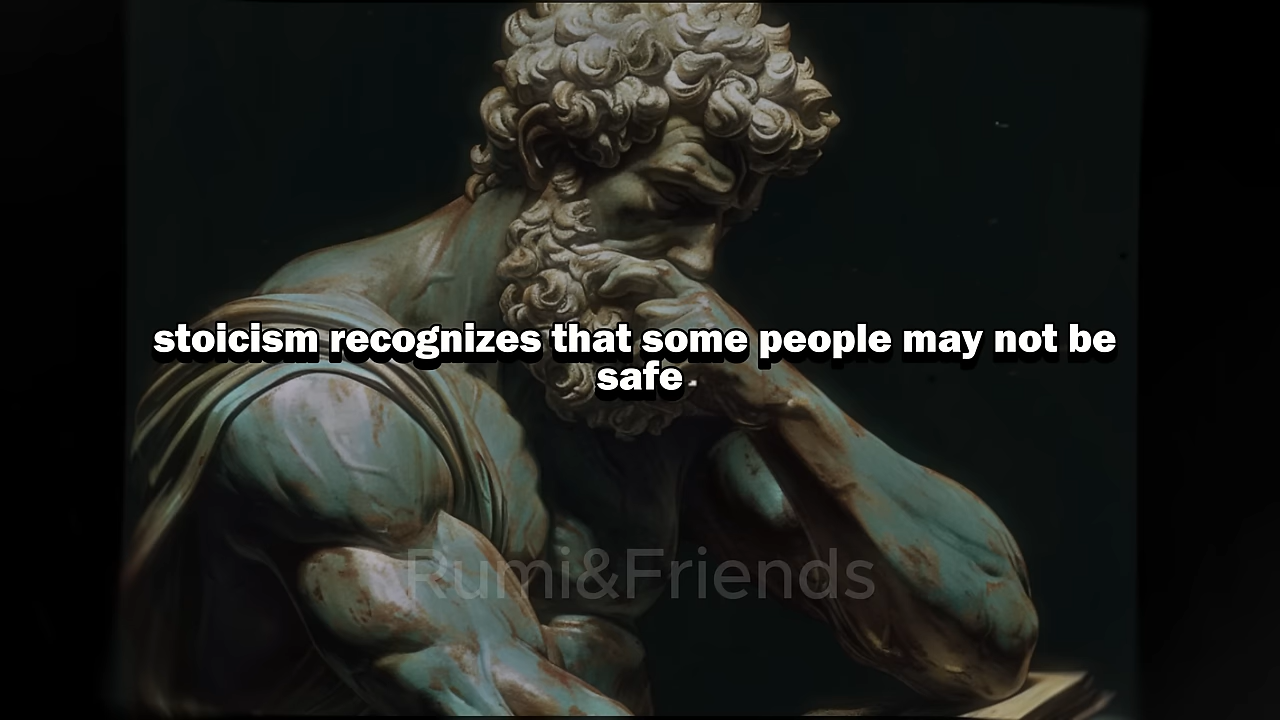 stoicism recognizes that some people may not be
safe.
Rumi&Friends